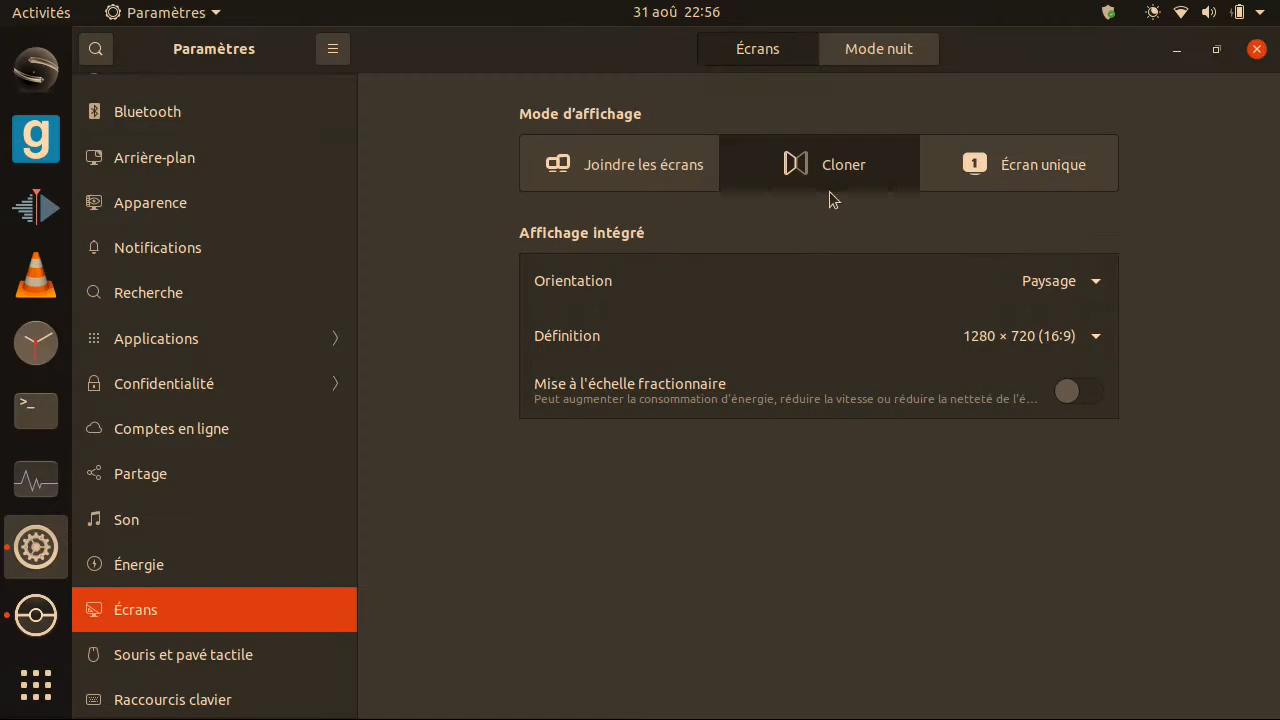 Activités
Paramètres
31 aoû 22:56
Paramètres
Écrans
Mode nuit
Bluetooth
Arrière-plan
Apparence
Notifications
Recherche
Applications
Confidentialité
Comptes en ligne
Partage
Son
Énergie
Écrans
Souris et pavé tactile
Raccourcis clavier
Mode d’affichage
Joindre les écrans
Cloner
1
Écran unique
Affichage intégré
Orientation
Paysage
Définition
1280 × 720 (16∶9)
Mise à l'échelle fractionnaire
Peut augmenter la consommation d’énergie, réduire la vitesse ou réduire la netteté de l’é…
g
>_